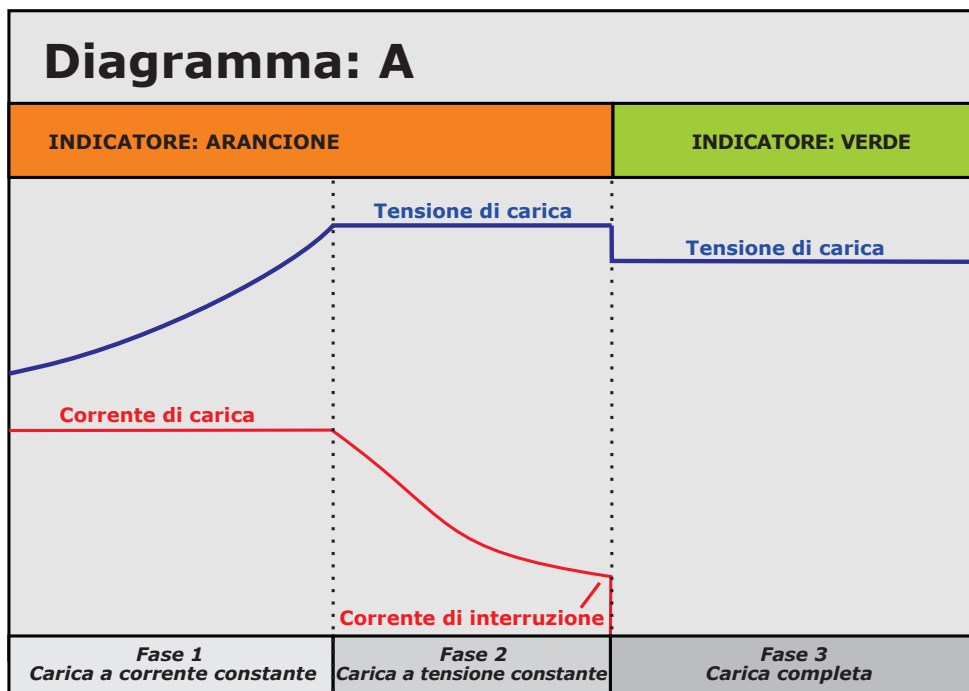 Diagramma: A
INDICATORE: ARANCIONE
INDICATORE: VERDE
Tensione di carica
Tensione di carica
Corrente di carica
Corrente di interruzione
Fase 1
Carica a corrente constante
Fase 2
Carica a tensione constante
Fase 3
Carica completa